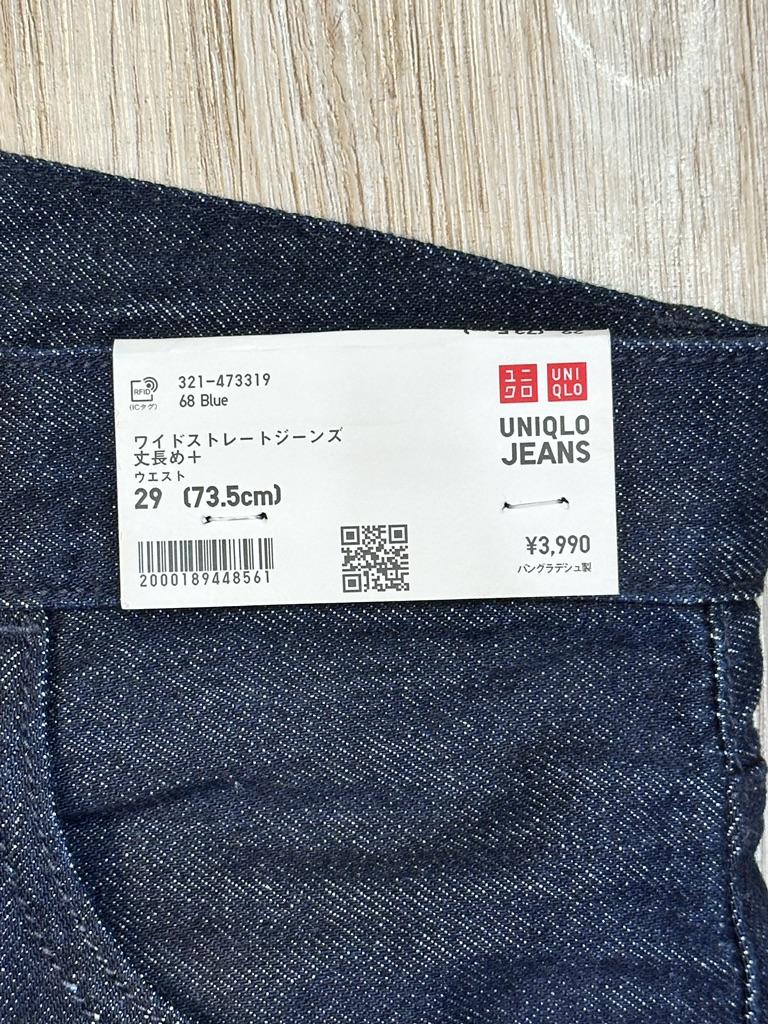 RFID
(ICタグ)
321-473319
68 Blue
ユニ
クロ
UNI
QLO
UNIQLO
JEANS
ワイドストレートジーンズ
丈長め+
ウエスト
29 (73.5cm)
2000189448561
¥3,990
バングラデシュ製